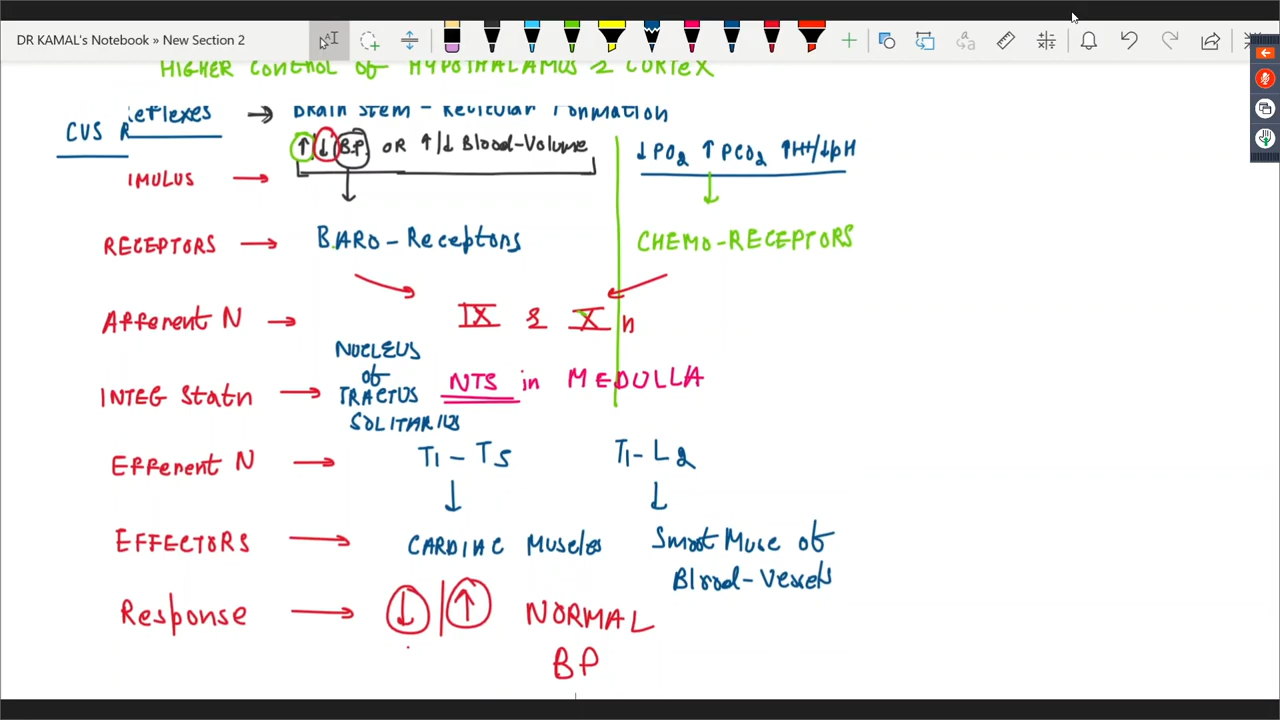 DR KAMAL's Notebook » New Section 2
HIGHER CONTROL of HYPOTHALAMUS & CORTEX
CUS R eflexes → Brain stem - Reticular Formation
↑/↓ BP OR ↑/↓ Blood-Volume ↓PO2 ↑PCO2 ↑H+/↓pH
IMULUS →
RECEPTORS → BARO-Receptors CHEMO-RECEPTORS
Afferent N → IX & X n
INTEG Statn → NUCLEUS of TRACTUS SOLITARIUS NTS in MEDULLA
Efferent N → T1 - T5 T1 - L2
EFFECTORS → CARDIAC Muscles Smoot Musc of
Blood-Vessels
Response → ↓ | ↑ NORMAL
BP